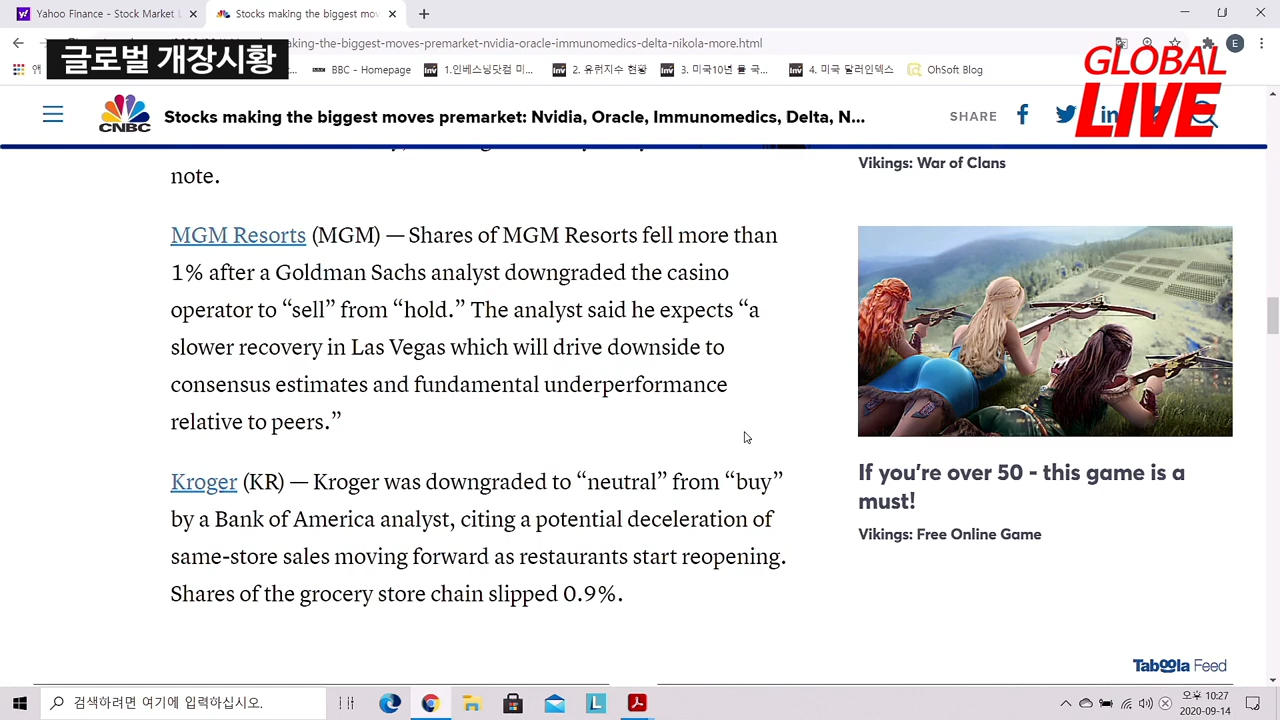 Yahoo Finance - Stock Market
Stocks making the biggest mov
글로벌 개장시황
aking-the-biggest-moves-premarket-nvidia-oracle-immunomedics-delta-nikola-more.html
E
BBC - Homepage
Inv 1.인베스팅닷컴 미...
Inv 2. 유뤄지수 현황
Inv 3. 미국10년 물 국...
Inv 4. 미국 달러인덱스
OhSoft Blog
GLOBAL
LIVE
CNBC
Stocks making the biggest moves premarket: Nvidia, Oracle, Immunomedics, Delta, N...
SHARE
note.
MGM Resorts (MGM) — Shares of MGM Resorts fell more than
1% after a Goldman Sachs analyst downgraded the casino
operator to “sell” from “hold.” The analyst said he expects “a
slower recovery in Las Vegas which will drive downside to
consensus estimates and fundamental underperformance
relative to peers.”
Kroger (KR) — Kroger was downgraded to “neutral” from “buy”
by a Bank of America analyst, citing a potential deceleration of
same-store sales moving forward as restaurants start reopening.
Shares of the grocery store chain slipped 0.9%.
Vikings: War of Clans
If you’re over 50 - this game is a
must!
Vikings: Free Online Game
Taboola Feed
검색하려면 여기에 입력하십시오.
오후 10:27
2020-09-14